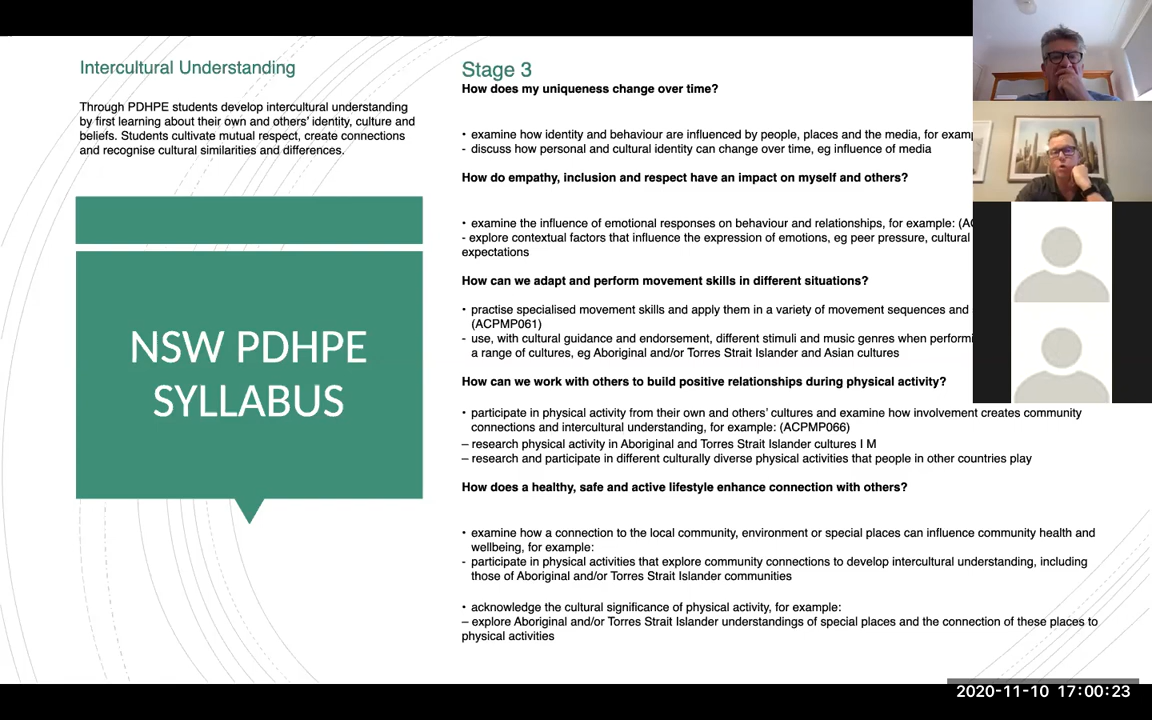 Intercultural Understanding
Through PDHPE students develop intercultural understanding
by first learning about their own and others' identity, culture and
beliefs. Students cultivate mutual respect, create connections
and recognise cultural similarities and differences.
NSW PDHPE
SYLLABUS
Stage 3
How does my uniqueness change over time?
• examine how identity and behaviour are influenced by people, places and the media, for
- discuss how personal and cultural identity can change over time, eg influence of media
How do empathy, inclusion and respect have an impact on myself and others?
• examine the influence of emotional responses on behaviour and relationships, for example:
- explore contextual factors that influence the expression of emotions, eg peer pressure, cultural
expectations
How can we adapt and perform movement skills in different situations?
• practise specialised movement skills and apply them in a variety of movement sequences and
(ACPMP061)
- use, with cultural guidance and endorsement, different stimuli and music genres when
a range of cultures, eg Aboriginal and/or Torres Strait Islander and Asian cultures
How can we work with others to build positive relationships during physical activity?
• participate in physical activity from their own and others' cultures and examine how involvement creates community
connections and intercultural understanding, for example: (ACPMP066)
– research physical activity in Aboriginal and Torres Strait Islander cultures I M
– research and participate in different culturally diverse physical activities that people in other countries play
How does a healthy, safe and active lifestyle enhance connection with others?
• examine how a connection to the local community, environment or special places can influence community health and
wellbeing, for example:
- participate in physical activities that explore community connections to develop intercultural understanding, including
those of Aboriginal and/or Torres Strait Islander communities
• acknowledge the cultural significance of physical activity, for example:
– explore Aboriginal and/or Torres Strait Islander understandings of special places and the connection of these places to
physical activities
2020-11-10 17:00:23